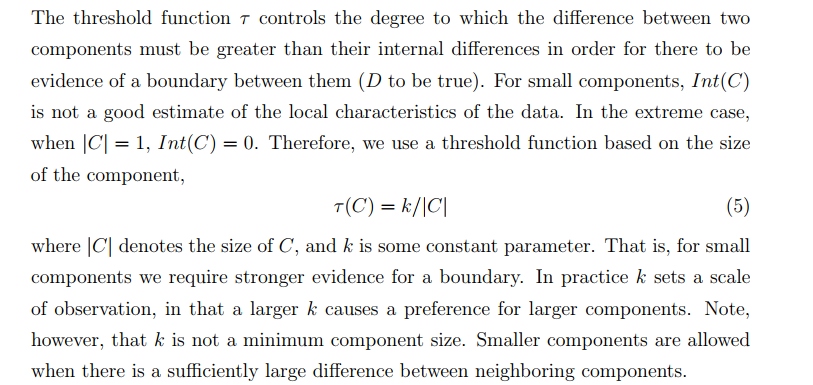 The threshold function τ controls the degree to which the difference between two
components must be greater than their internal differences in order for there to be
evidence of a boundary between them (D to be true). For small components, Int(C)
is not a good estimate of the local characteristics of the data. In the extreme case,
when |C| = 1, Int(C) = 0. Therefore, we use a threshold function based on the size
of the component,
τ(C) = k/|C| (5)
where |C| denotes the size of C, and k is some constant parameter. That is, for small
components we require stronger evidence for a boundary. In practice k sets a scale
of observation, in that a larger k causes a preference for larger components. Note,
however, that k is not a minimum component size. Smaller components are allowed
when there is a sufficiently large difference between neighboring components.